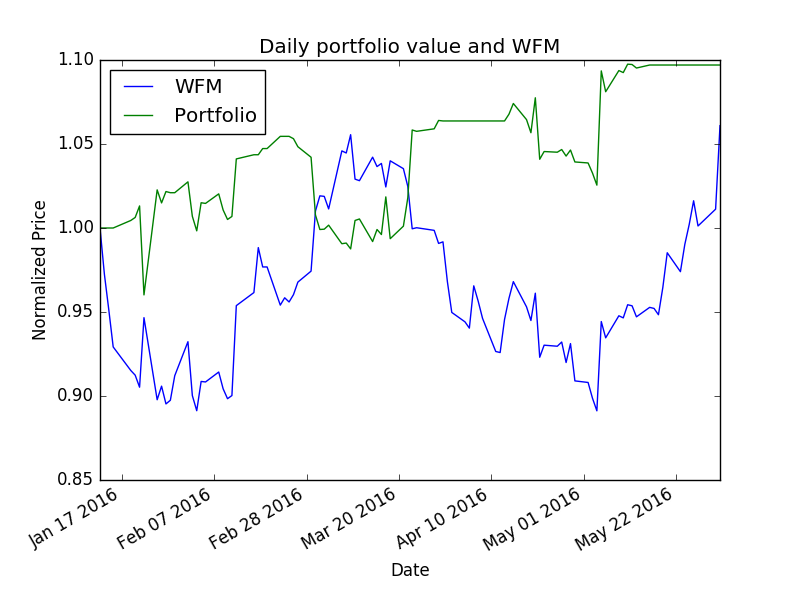 Daily portfolio value and WFM
WFM
Portfolio
1.10
1.05
1.00
0.95
0.90
0.85
Normalized Price
Jan 17 2016
Feb 07 2016
Feb 28 2016
Mar 20 2016
Apr 10 2016
May 01 2016
May 22 2016
Date